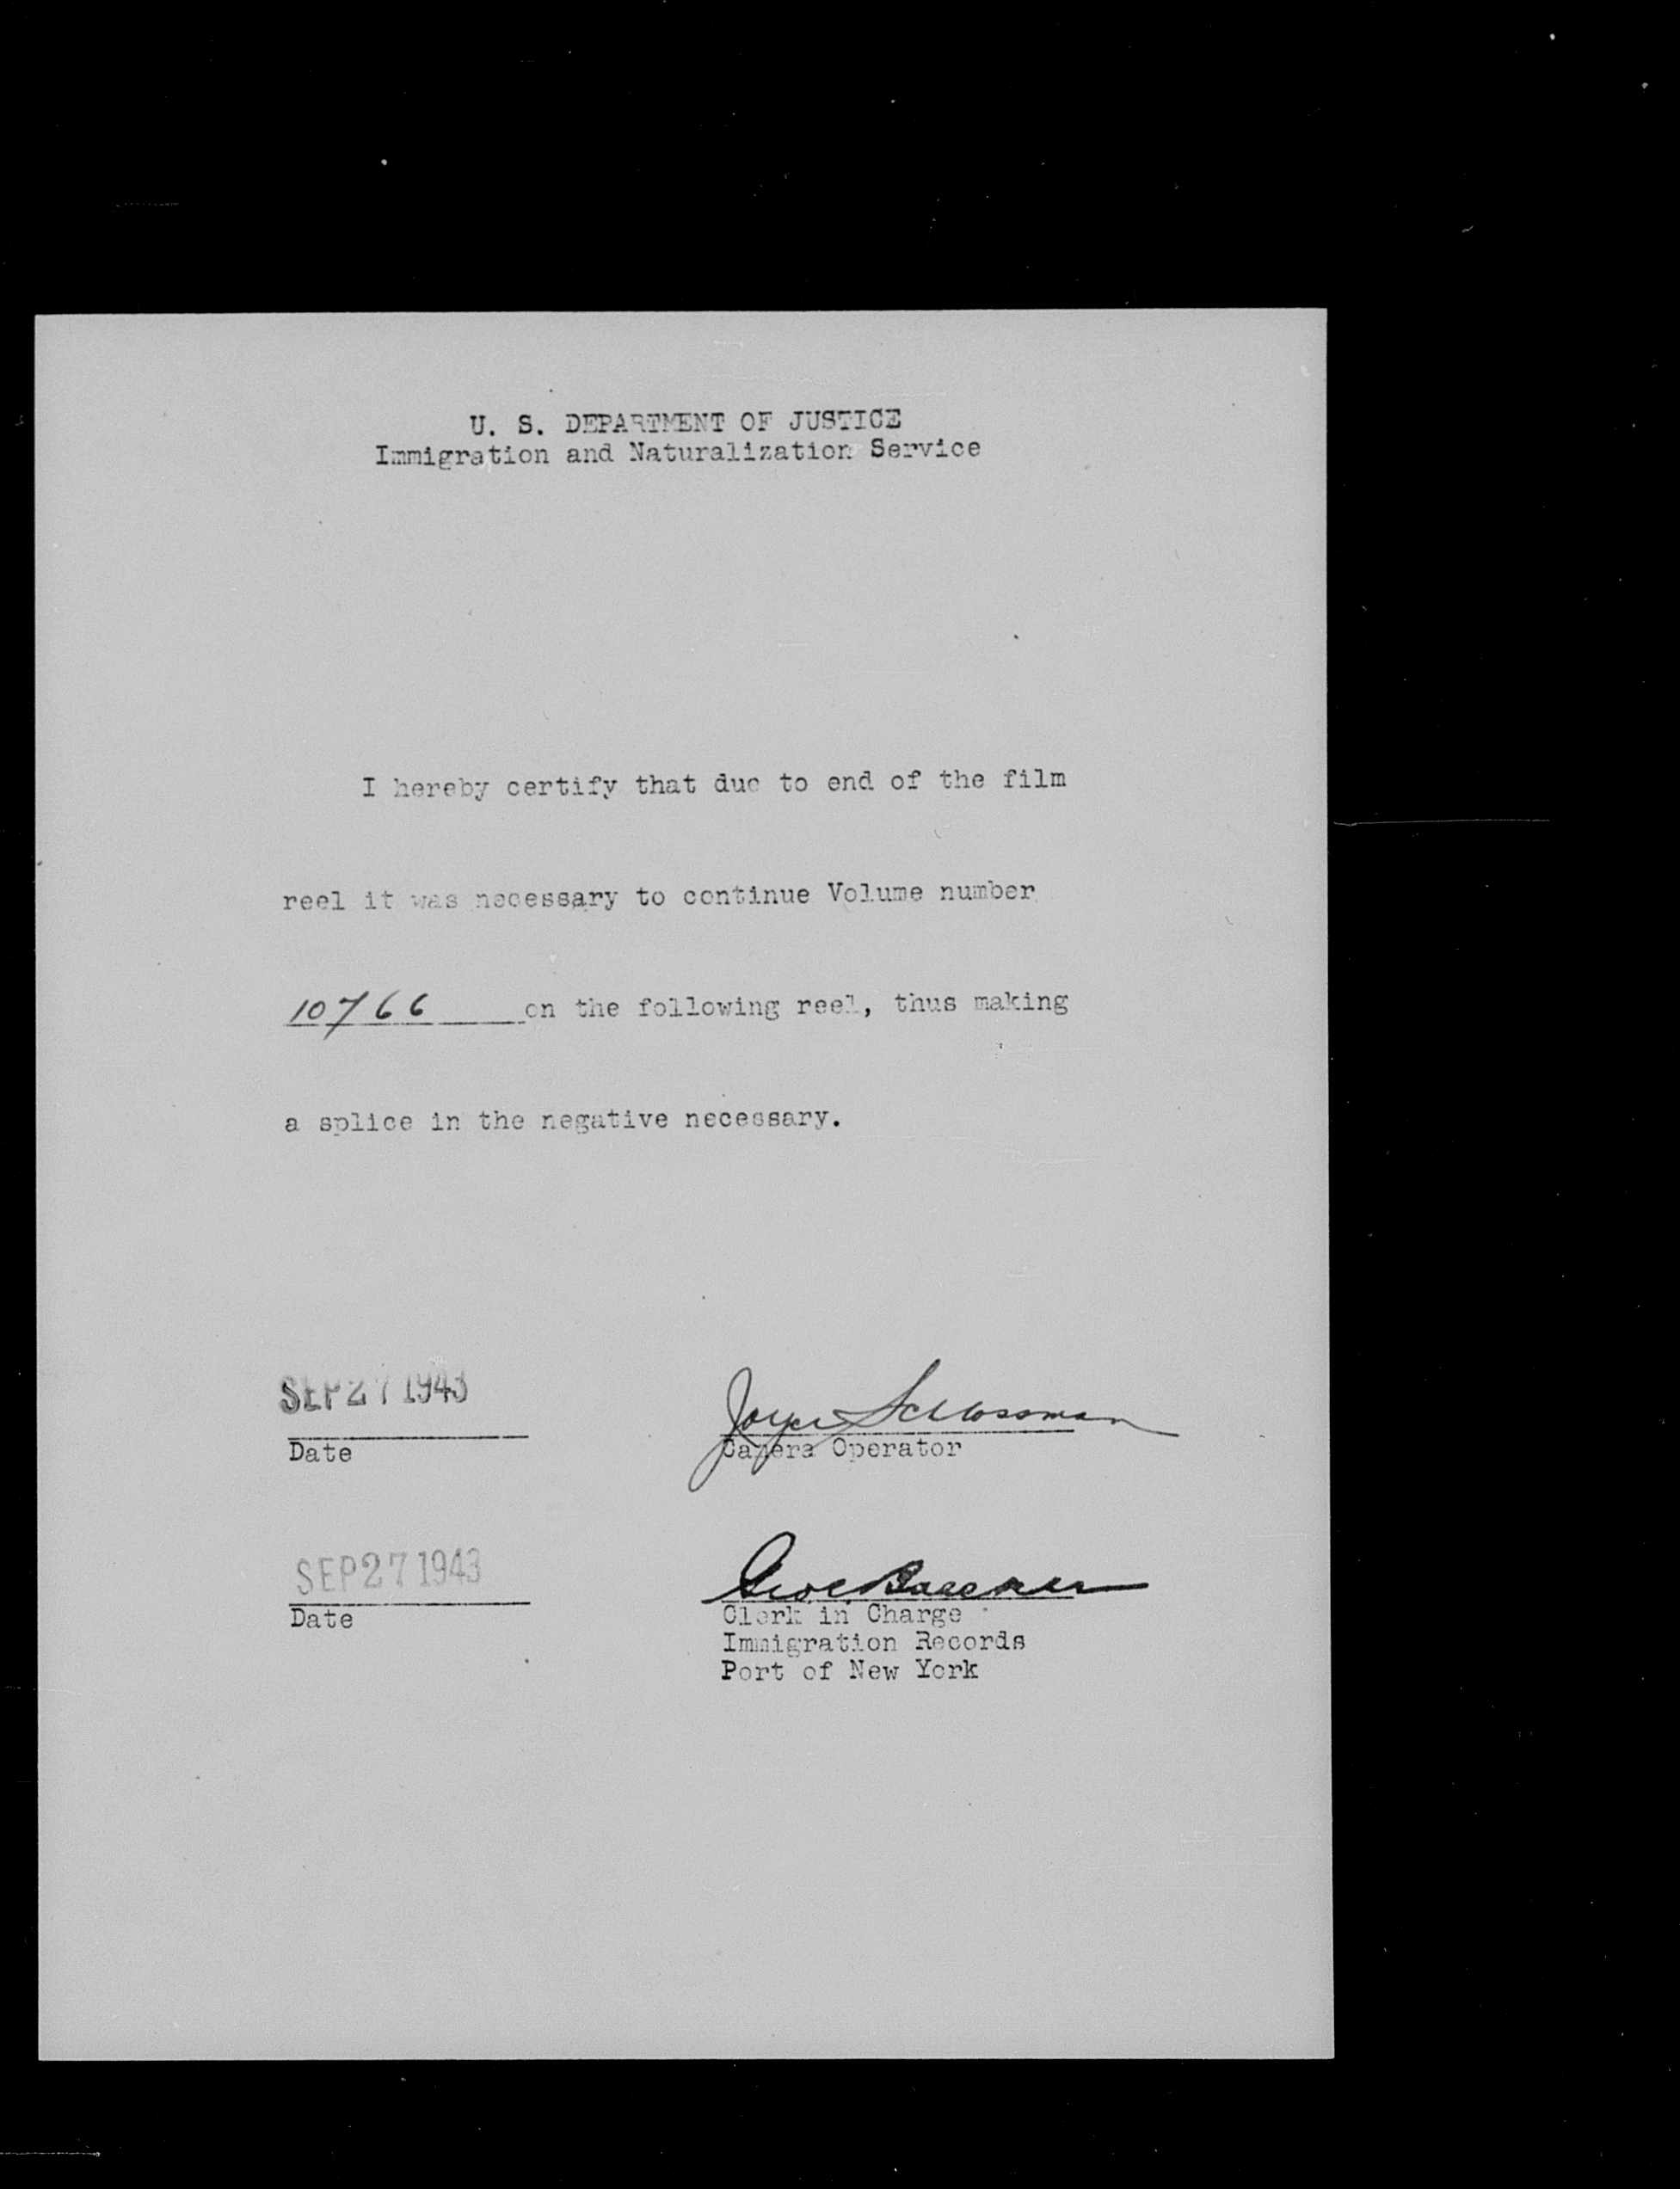 U. S. DEPARTMENT OF JUSTICE
Immigration and Naturalization Service
I hereby certify that due to end of the film
reel it was necessary to continue Volume number
10766 on the following reel, thus making
a splice in the negative necessary.
SEP 27 1943
Date
Joyce Schlossman
Camera Operator
SEP 27 1943
Date
Clerk in Charge
Immigration Records
Port of New York